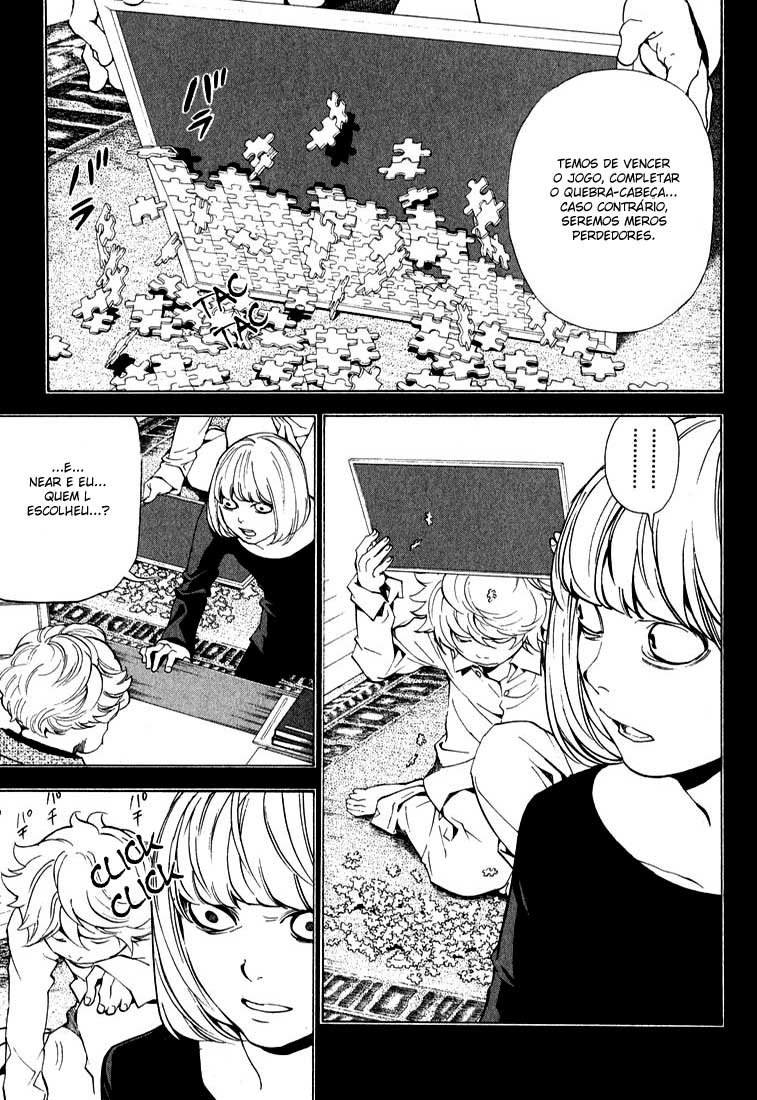 TEMOS DE VENCER
O JOGO, COMPLETAR
O QUEBRA-CABEÇA...
CASO CONTRÁRIO,
SEREMOS MEROS
PERDEDORES.
バラ
バラ
TAC
TAC
...E...
NEAR E EU...
QUEM L
ESCOLHEU...?
パチ
パチ
CLICK
CLICK